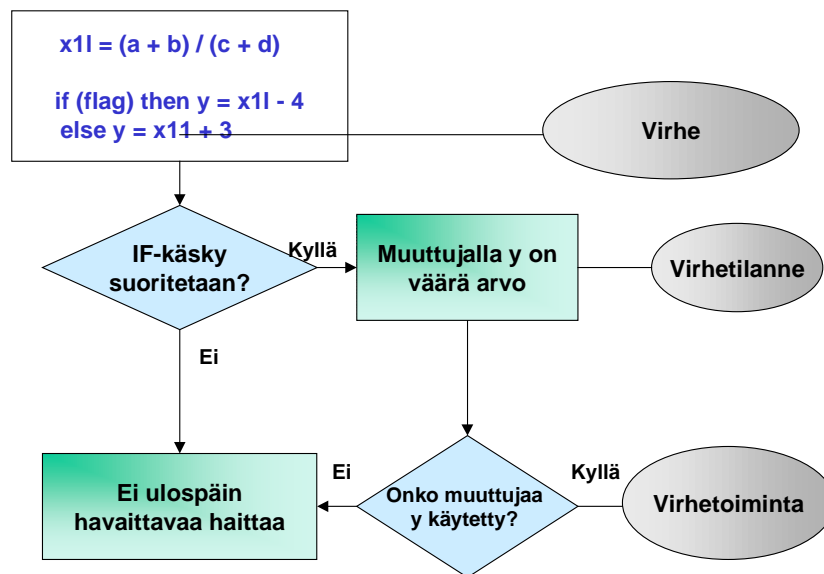 x1l = (a + b) / (c + d)
if (flag) then y = x1l - 4
else y = x11 + 3
Virhe
IF-käsky
suoritetaan?
Kyllä
Muuttujalla y on
väärä arvo
Virhetilanne
Ei
Ei ulospäin
havaittavaa haittaa
Ei
Onko muuttujaa
y käytetty?
Kyllä
Virhetoiminta